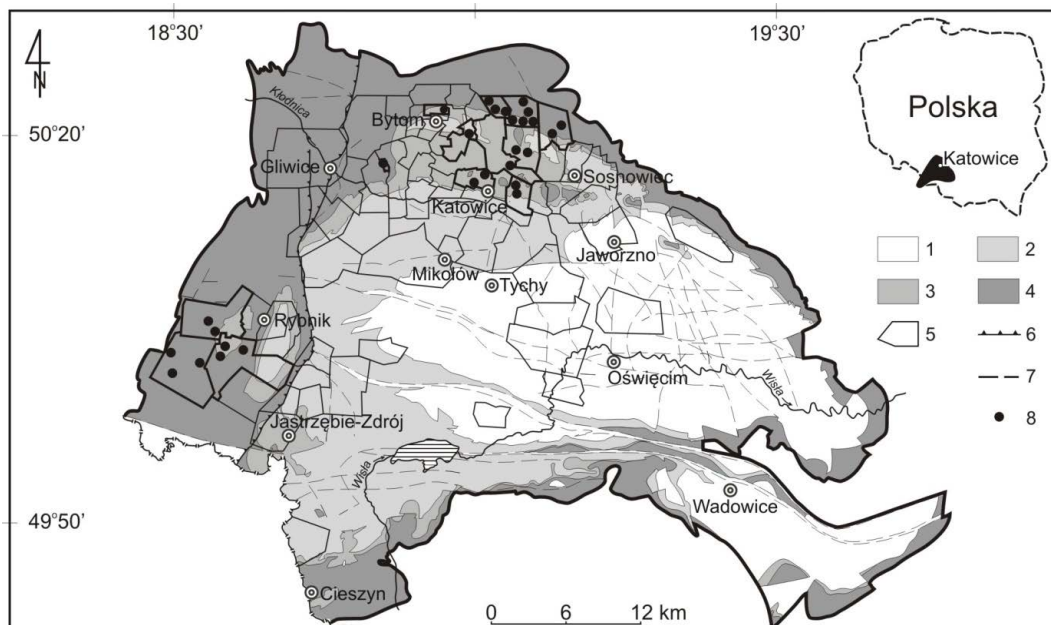 18°30'
19°30'
N
Kłodnica
Polska
Katowice
50°20'
Bytom
Gliwice
Sosnowiec
Katowice
Jaworzno
Mikołów
Tychy
1
2
3
4
5
6
7
8
Rybnik
Oświęcim
Wisła
Jastrzębie-Zdrój
Wisła
Wadowice
49°50'
Cieszyn
0 6 12 km